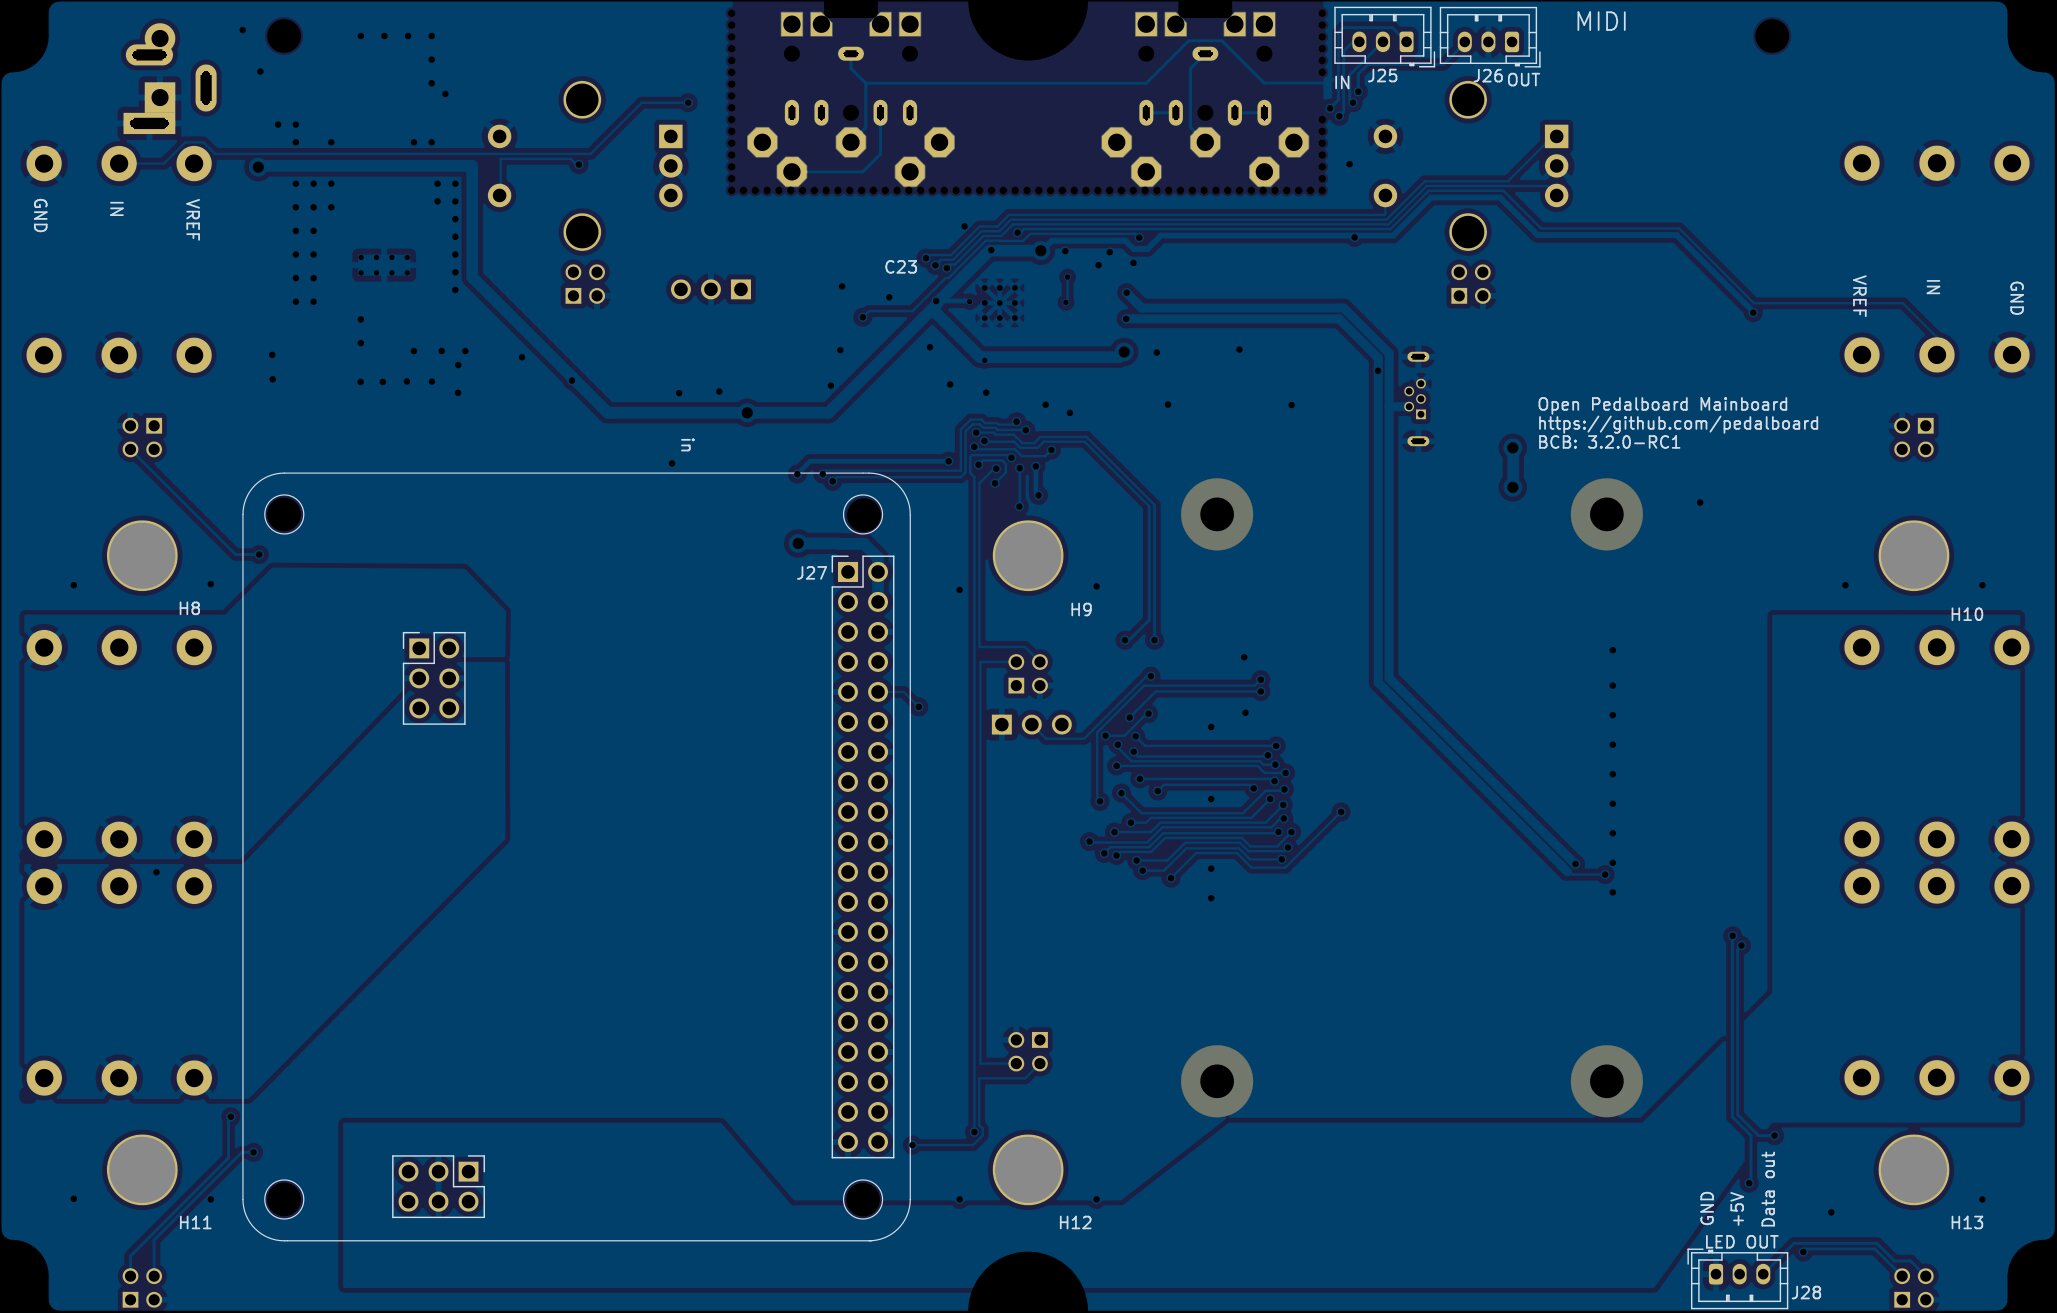 MIDI
J25
J26
IN
OUT
GND
IN
VREF
C23
VREF
IN
GND
Open Pedalboard Mainboard
https://github.com/pedalboard
BCB: 3.2.0-RC1
in
J27
H8
H9
H10
GND
+5V
Data out
H11
H12
H13
LED OUT
J28